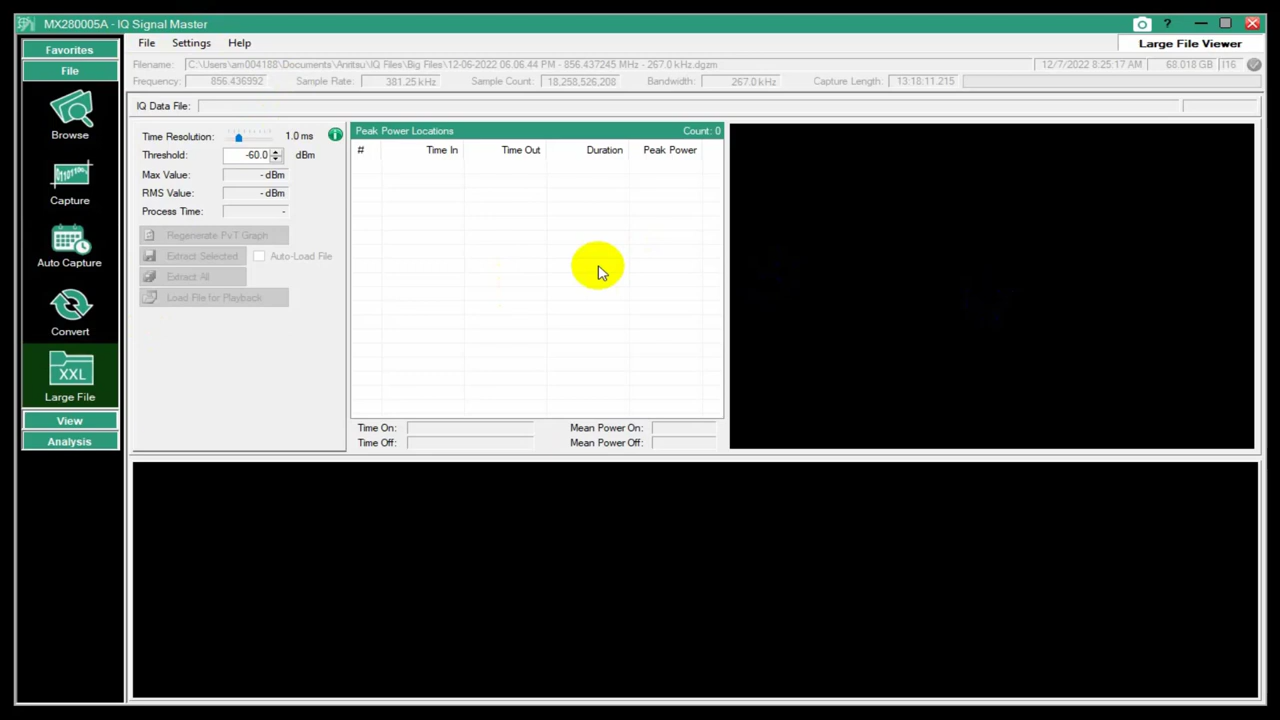 MX280005A - IQ Signal Master
?
Favorites
File
Browse
Capture
Auto Capture
Convert
XXL
Large File
View
Analysis
File Settings Help
Large File Viewer
Filename: C:\Users\am004188\Documents\Anritsu\IQ Files\Big Files\12-06-2022 06.06.44 PM - 856.437245 MHz - 267.0 kHz.dgzm 12/7/2022 8:25:17 AM 68.018 GB I16
Frequency: 856.436992 Sample Rate: 381.25 kHz Sample Count: 18,258,526,208 Bandwidth: 267.0 kHz Capture Length: 13:18:11.215
IQ Data File:
Time Resolution: 1.0 ms
Threshold: -60.0 dBm
Max Value: - dBm
RMS Value: - dBm
Process Time: -
Regenerate PvT Graph
Extract Selected Auto-Load File
Extract All
Load File for Playback
Peak Power Locations Count: 0
# Time In Time Out Duration Peak Power
Time On: Mean Power On:
Time Off: Mean Power Off: